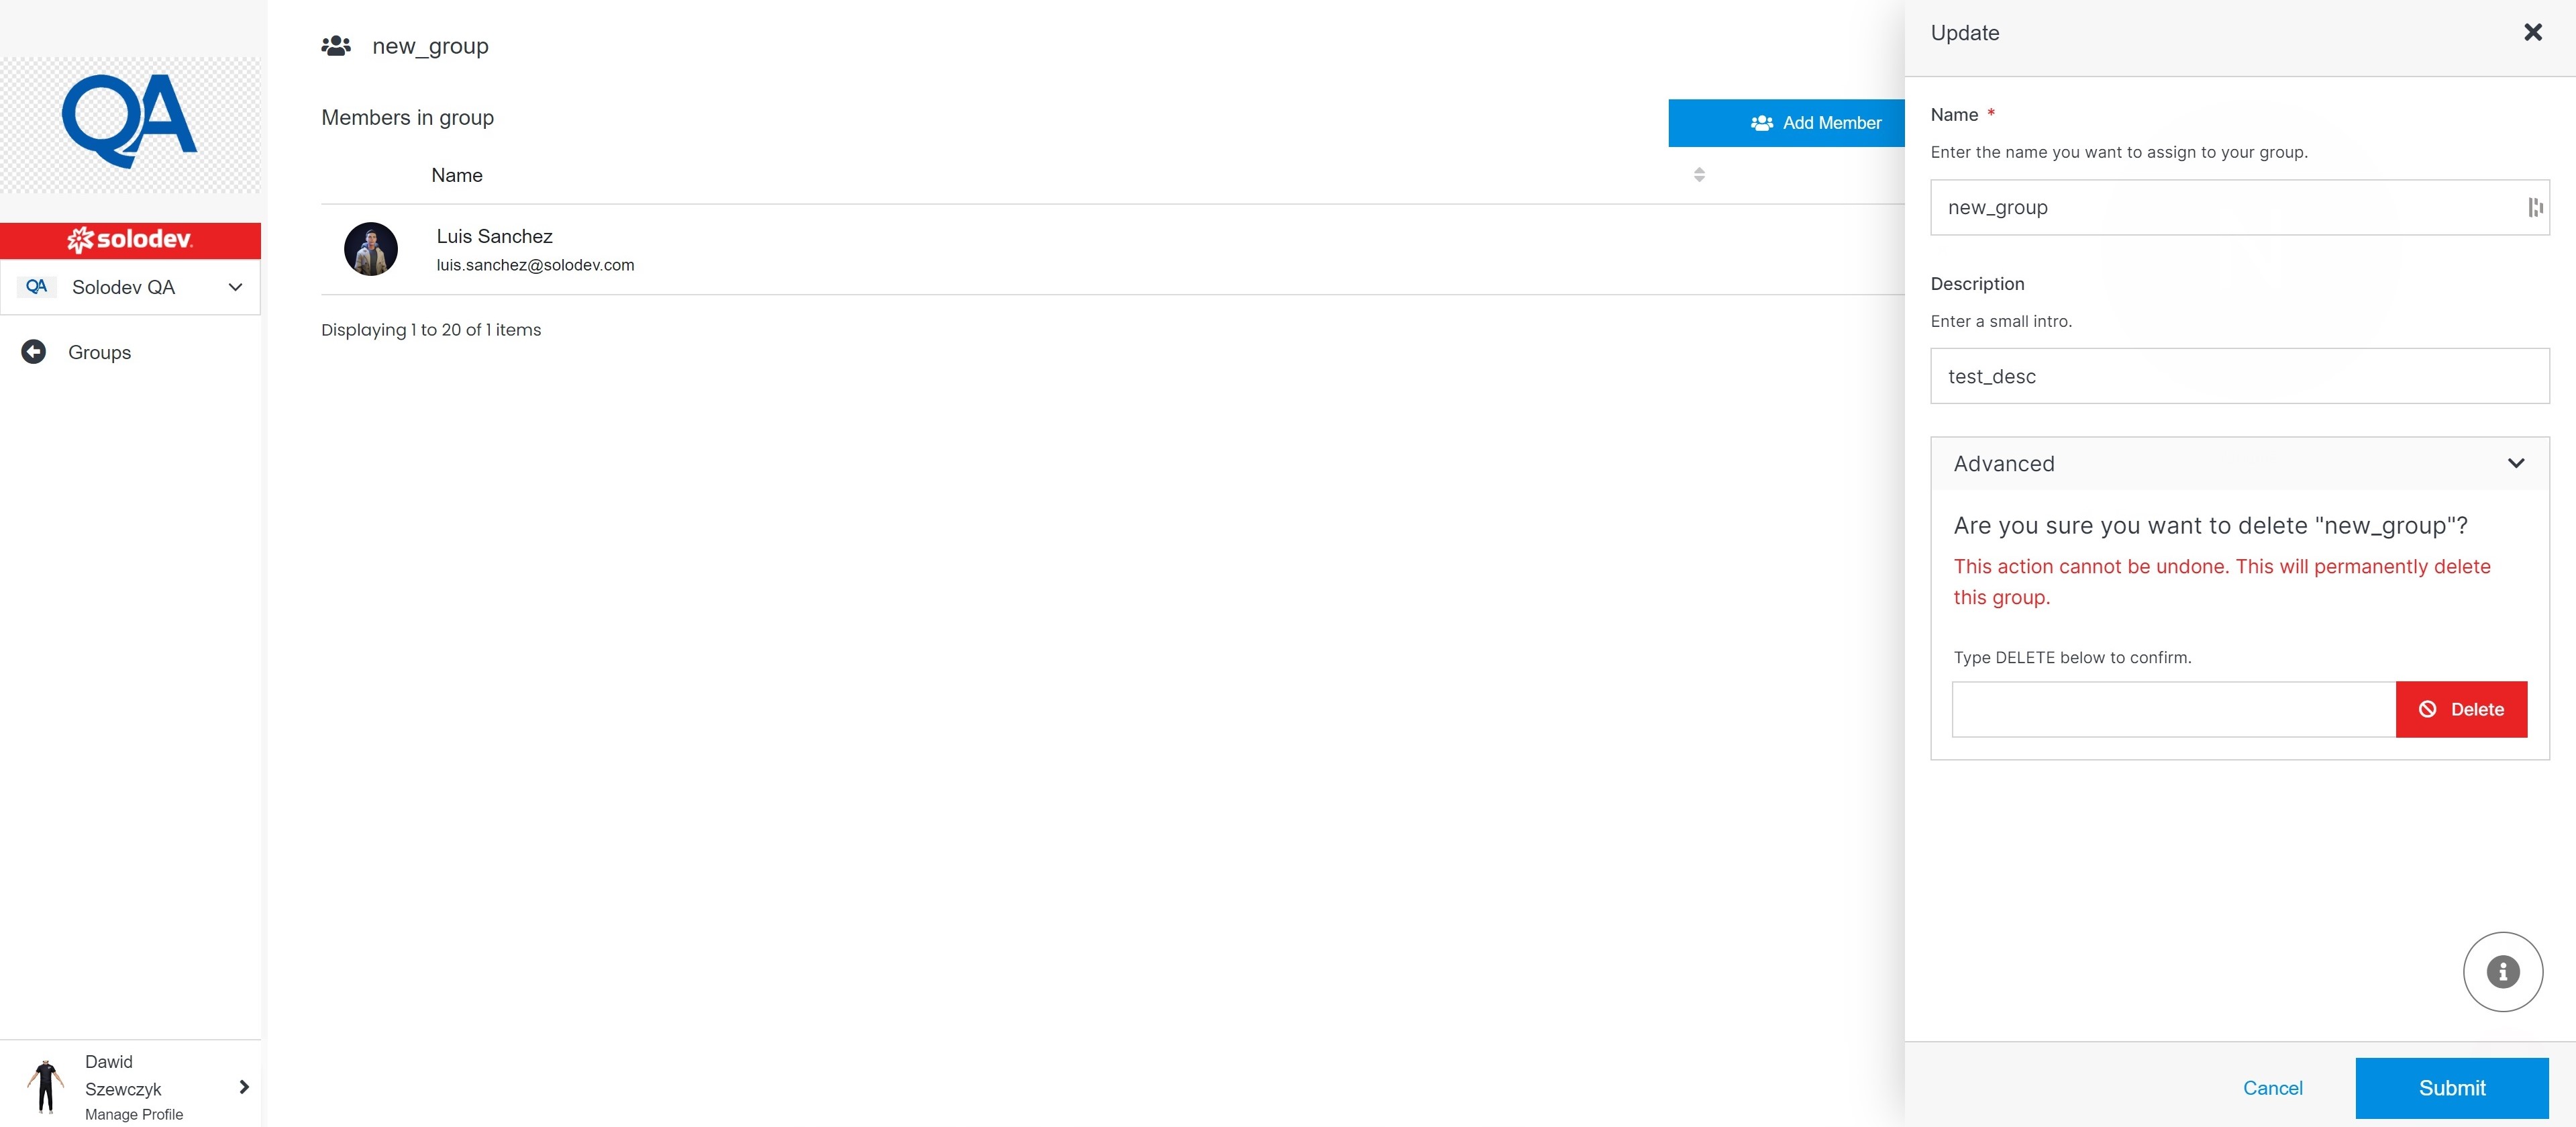 QA
solodev
QA Solodev QA
Groups
Dawid
Szewczyk
Manage Profile
new_group
Members in group
Add Member
Name
Luis Sanchez
luis.sanchez@solodev.com
Displaying 1 to 20 of 1 items
Update
Name *
Enter the name you want to assign to your group.
new_group
Description
Enter a small intro.
test_desc
Advanced
Are you sure you want to delete "new_group"?
This action cannot be undone. This will permanently delete
this group.
Type DELETE below to confirm.
Delete
Cancel
Submit